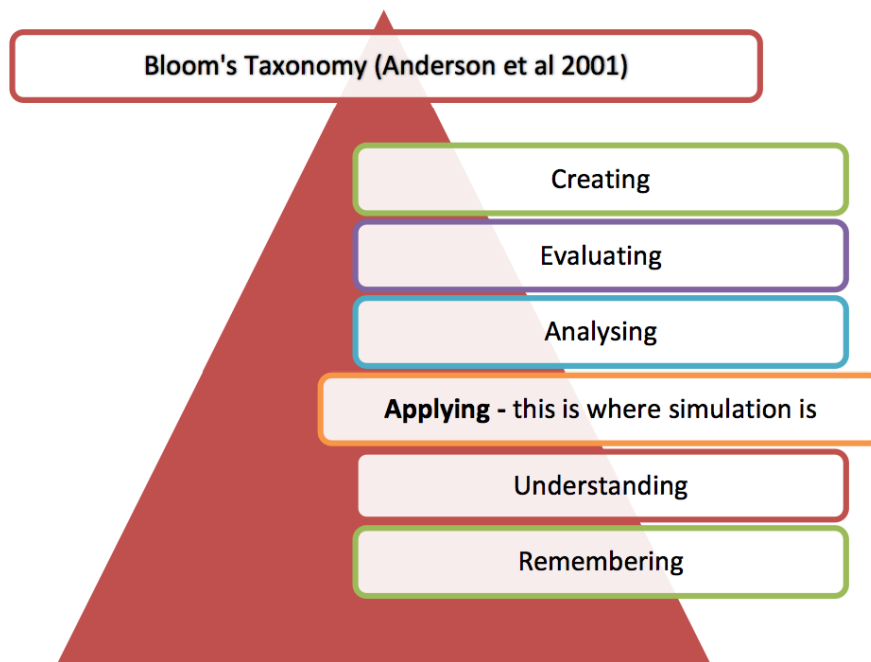 Bloom's Taxonomy (Anderson et al 2001)
Creating
Evaluating
Analysing
Applying - this is where simulation is
Understanding
Remembering